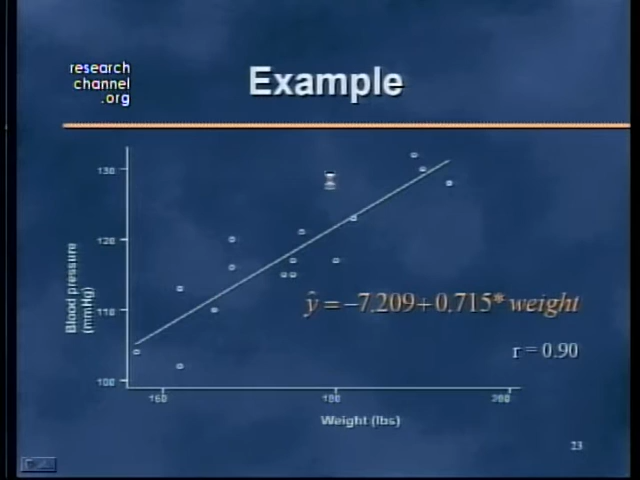 research
channel
.org
Example
130
120
110
100
Blood pressure
(mmHg)
ŷ = -7.209+0.715* weight
r = 0.90
160
180
200
Weight (lbs)
23